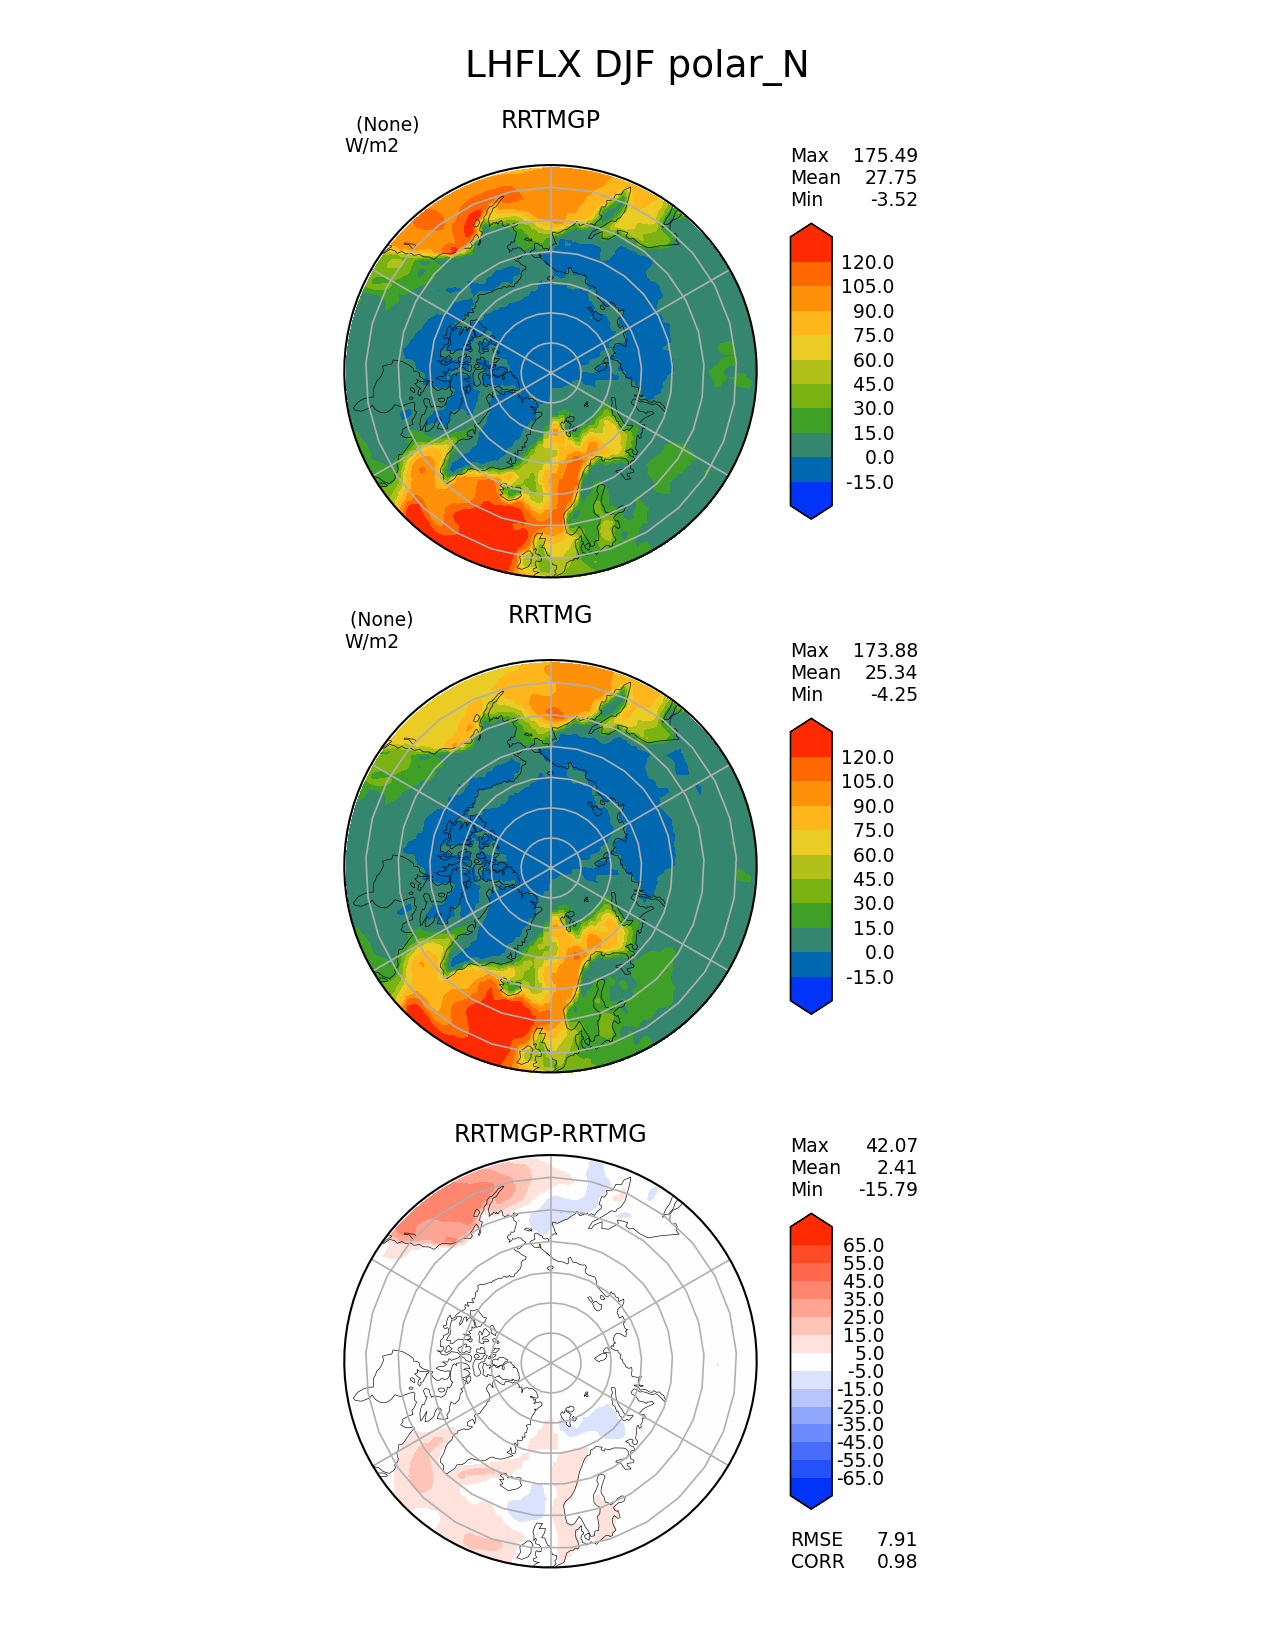 LHFLX DJF polar_N
(None)
RRTMGP
W/m2
Max 175.49
Mean 27.75
Min -3.52
120.0
105.0
90.0
75.0
60.0
45.0
30.0
15.0
0.0
-15.0
(None)
RRTMG
W/m2
Max 173.88
Mean 25.34
Min -4.25
120.0
105.0
90.0
75.0
60.0
45.0
30.0
15.0
0.0
-15.0
RRTMGP-RRTMG
Max 42.07
Mean 2.41
Min -15.79
65.0
55.0
45.0
35.0
25.0
15.0
5.0
-5.0
-15.0
-25.0
-35.0
-45.0
-55.0
-65.0
RMSE 7.91
CORR 0.98